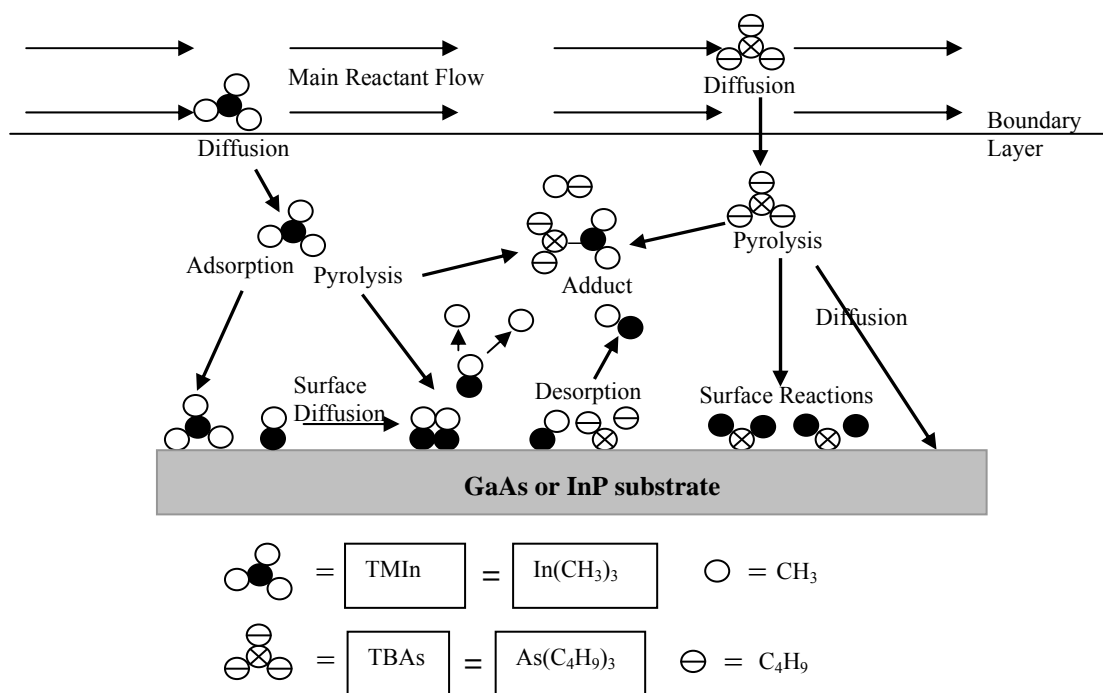 Main Reactant Flow
Diffusion
Boundary
Layer
Diffusion
Adsorption
Pyrolysis
Adduct
Pyrolysis
Diffusion
Surface
Diffusion
Desorption
Surface Reactions
GaAs or InP substrate
= TMIn = In(CH₃)₃ = CH₃
= TBAs = As(C₄H₉)₃ = C₄H₉